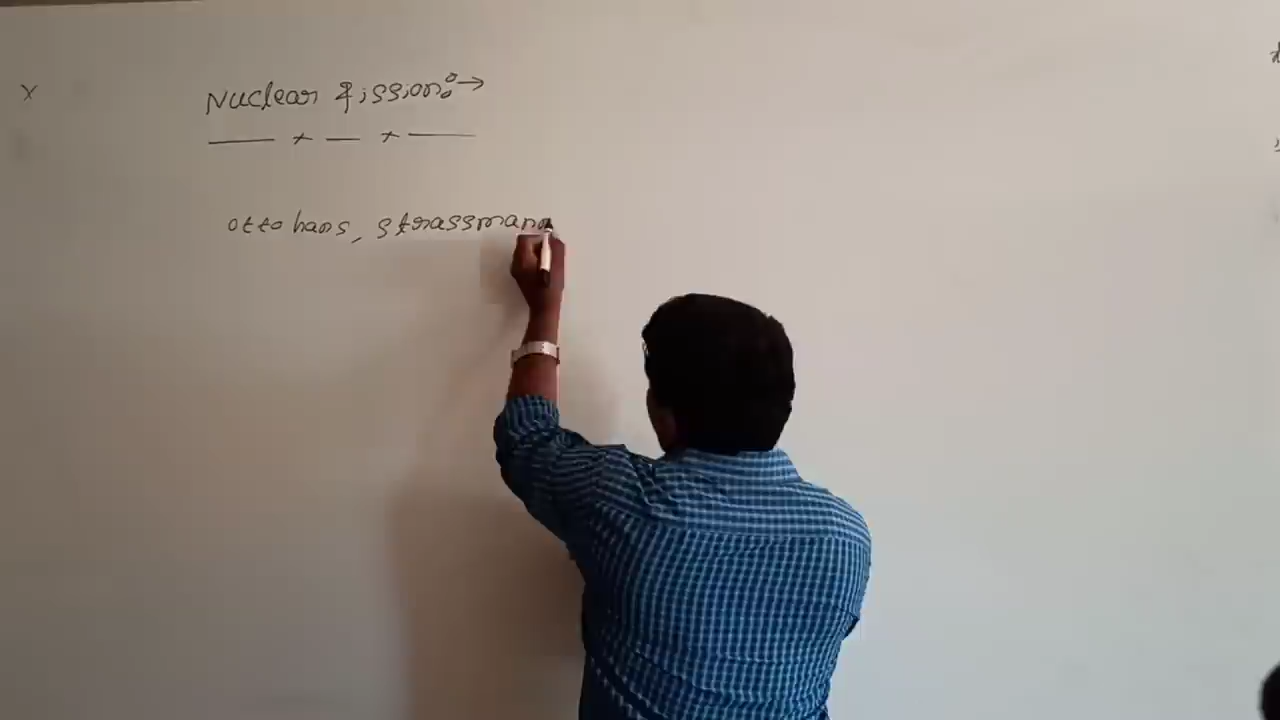 X
Nuclear fission:→
otto hans, strassmann